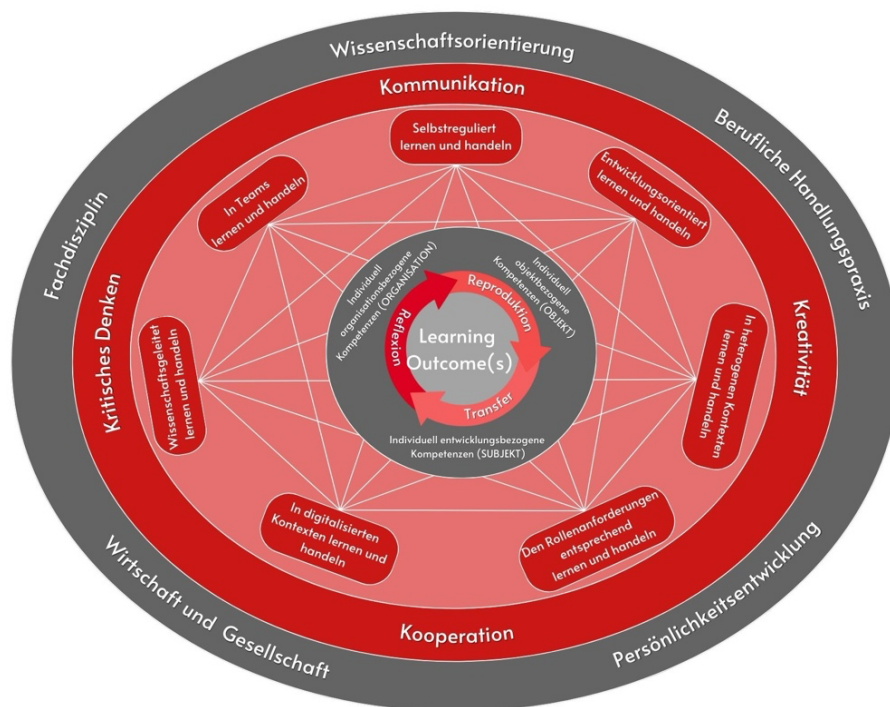 Wissenschaftsorientierung
Berufliche Handlungspraxis
Persönlichkeitsentwicklung
Wirtschaft und Gesellschaft
Fachdisziplin
Kommunikation
Kreativität
Kooperation
Kritisches Denken
Selbstreguliert
lernen und handeln
Entwicklungsorientiert
lernen und handeln
In heterogenen Kontexten
lernen und handeln
Den Rollenanforderungen
entsprechend
lernen und handeln
In digitalisierten
Kontexten lernen und
handeln
Wissenschaftsgeleitet
lernen und handeln
In Teams
lernen und handeln
Individuell
organisationsbezogene
Kompetenzen (ORGANISATION)
Individuell
objektbezogene
Kompetenzen (OBJEKT)
Individuell entwicklungsbezogene
Kompetenzen (SUBJEKT)
Reproduktion
Transfer
Reflexion
Learning
Outcome(s)